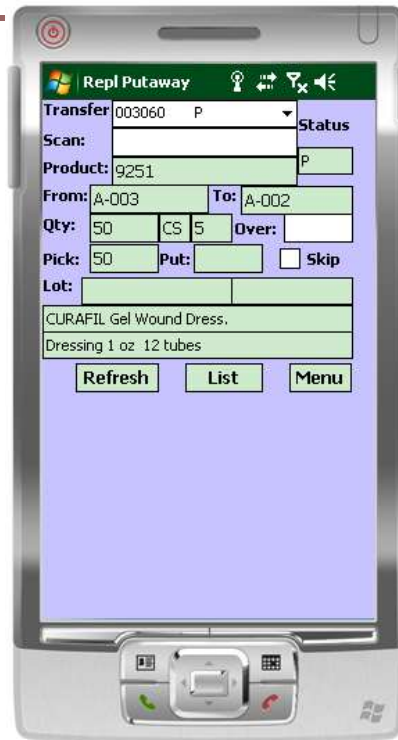 Repl Putaway
Transfer 003060 P
Status
Scan:
P
Product: 9251
From: A-003 To: A-002
Qty: 50 CS 5 Over:
Pick: 50 Put: Skip
Lot:
CURAFIL Gel Wound Dress.
Dressing 1 oz 12 tubes
Refresh List Menu